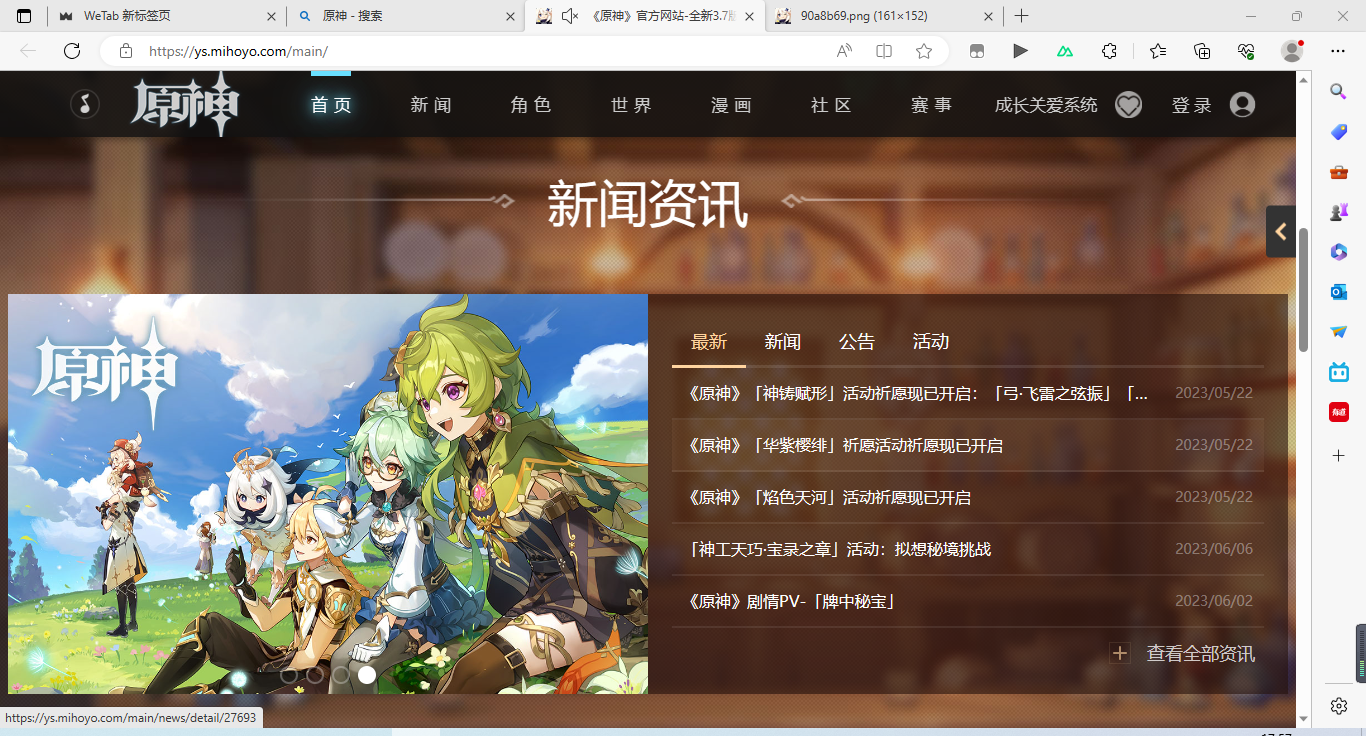 WeTab 新标签页
原神 - 搜索
《原神》官方网站-全新3.7版
90a8b69.png (161×152)
https://ys.mihoyo.com/main/
原神
首页
新闻
角色
世界
漫画
社区
赛事
成长关爱系统
登录
新闻资讯
原神
最新
新闻
公告
活动
《原神》「神铸赋形」活动祈愿现已开启：「弓·飞雷之弦振」「... 2023/05/22
《原神》「华紫樱绯」祈愿活动祈愿现已开启 2023/05/22
《原神》「焰色天河」活动祈愿现已开启 2023/05/22
「神工天巧·宝录之章」活动：拟想秘境挑战 2023/06/06
《原神》剧情PV-「牌中秘宝」 2023/06/02
查看全部资讯
https://ys.mihoyo.com/main/news/detail/27693